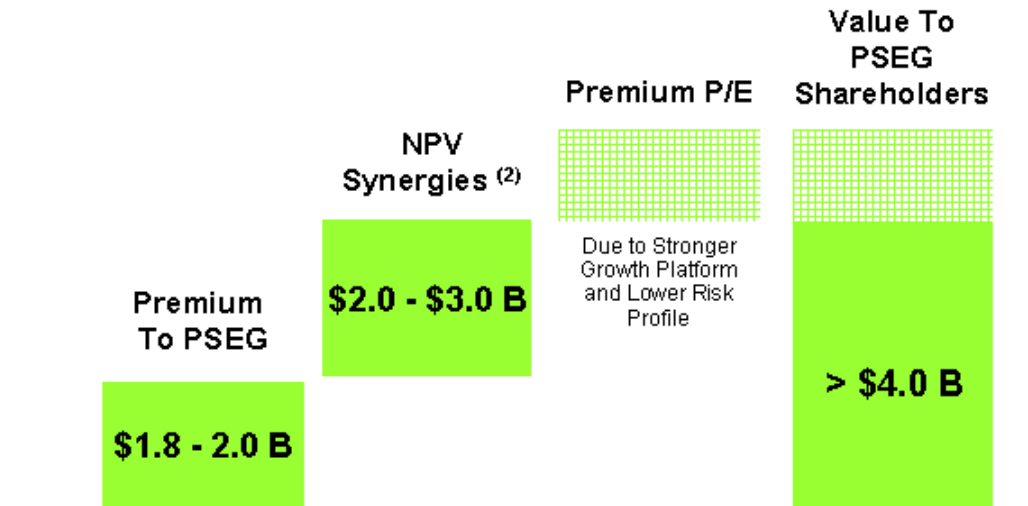 Premium
To PSEG
$1.8 - 2.0 B
NPV
Synergies (2)
$2.0 - $3.0 B
Premium P/E
Due to Stronger
Growth Platform
and Lower Risk
Profile
Value To
PSEG
Shareholders
> $4.0 B